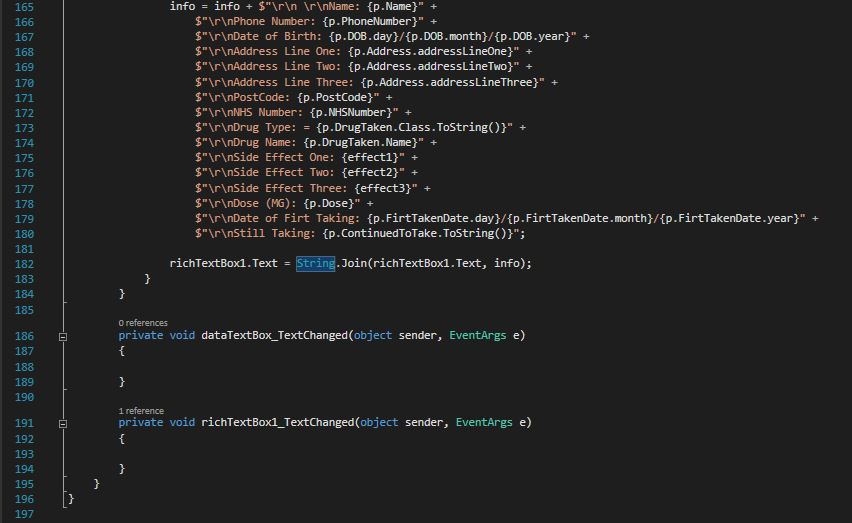 165 info = info + $"\r\n \r\nName: {p.Name}" +
166 $"\r\nPhone Number: {p.PhoneNumber}" +
167 $"\r\nDate of Birth: {p.DOB.day}/{p.DOB.month}/{p.DOB.year}" +
168 $"\r\nAddress Line One: {p.Address.addressLineOne}" +
169 $"\r\nAddress Line Two: {p.Address.addressLineTwo}" +
170 $"\r\nAddress Line Three: {p.Address.addressLineThree}" +
171 $"\r\nPostCode: {p.PostCode}" +
172 $"\r\nNHS Number: {p.NHSNumber}" +
173 $"\r\nDrug Type: = {p.DrugTaken.Class.ToString()}" +
174 $"\r\nDrug Name: {p.DrugTaken.Name}" +
175 $"\r\nSide Effect One: {effect1}" +
176 $"\r\nSide Effect Two: {effect2}" +
177 $"\r\nSide Effect Three: {effect3}" +
178 $"\r\nDose (MG): {p.Dose}" +
179 $"\r\nDate of Firt Taking: {p.FirtTakenDate.day}/{p.FirtTakenDate.month}/{p.FirtTakenDate.year}" +
180 $"\r\nStill Taking: {p.ContinuedToTake.ToString()}";
181
182 richTextBox1.Text = String.Join(richTextBox1.Text, info);
183 }
184 }
185
0 references
186 private void dataTextBox_TextChanged(object sender, EventArgs e)
187 {
188
189 }
190
1 reference
191 private void richTextBox1_TextChanged(object sender, EventArgs e)
192 {
193
194 }
195 }
196 }
197